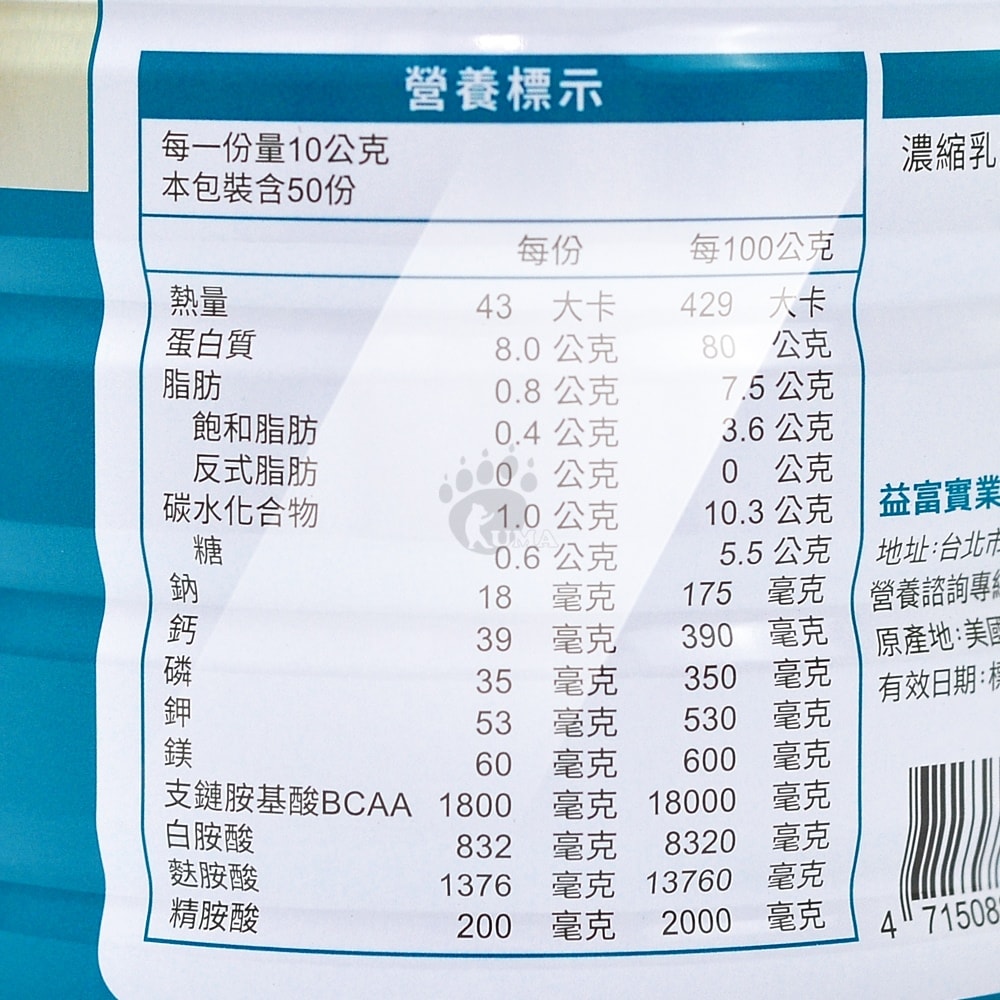 營養標示
每一份量10公克
本包裝含50份
每份 每100公克
熱量 43 大卡 429 大卡
蛋白質 8.0 公克 80 公克
脂肪 0.8 公克 7.5 公克
飽和脂肪 0.4 公克 3.6 公克
反式脂肪 0 公克 0 公克
碳水化合物 1.0 公克 10.3 公克
糖 0.6 公克 5.5 公克
鈉 18 毫克 175 毫克
鈣 39 毫克 390 毫克
磷 35 毫克 350 毫克
鉀 53 毫克 530 毫克
鎂 60 毫克 600 毫克
支鏈胺基酸BCAA 1800 毫克 18000 毫克
白胺酸 832 毫克 8320 毫克
麩胺酸 1376 毫克 13760 毫克
精胺酸 200 毫克 2000 毫克
KUMA
濃縮乳
益富實業
地址:台北市
營養諮詢專線
原產地:美國
有效日期:標
4 71508